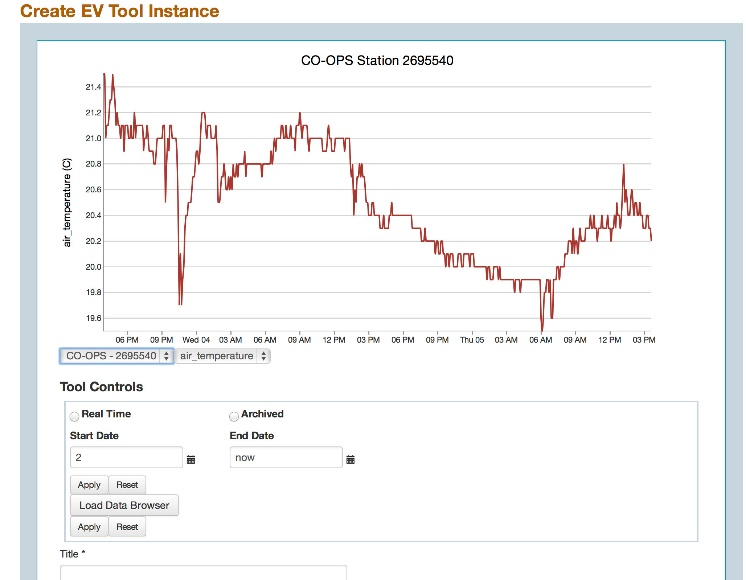 Create EV Tool Instance
CO-OPS Station 2695540
21.4
21.2
21.0
20.8
20.6
20.4
20.2
20.0
19.8
19.6
air_temperature (C)
06 PM 09 PM Wed 04 03 AM 06 AM 09 AM 12 PM 03 PM 06 PM 09 PM Thu 05 03 AM 06 AM 09 AM 12 PM 03 PM
CO-OPS - 2695540 air_temperature
Tool Controls
Real Time Archived
Start Date End Date
2 now
Apply Reset
Load Data Browser
Apply Reset
Title *